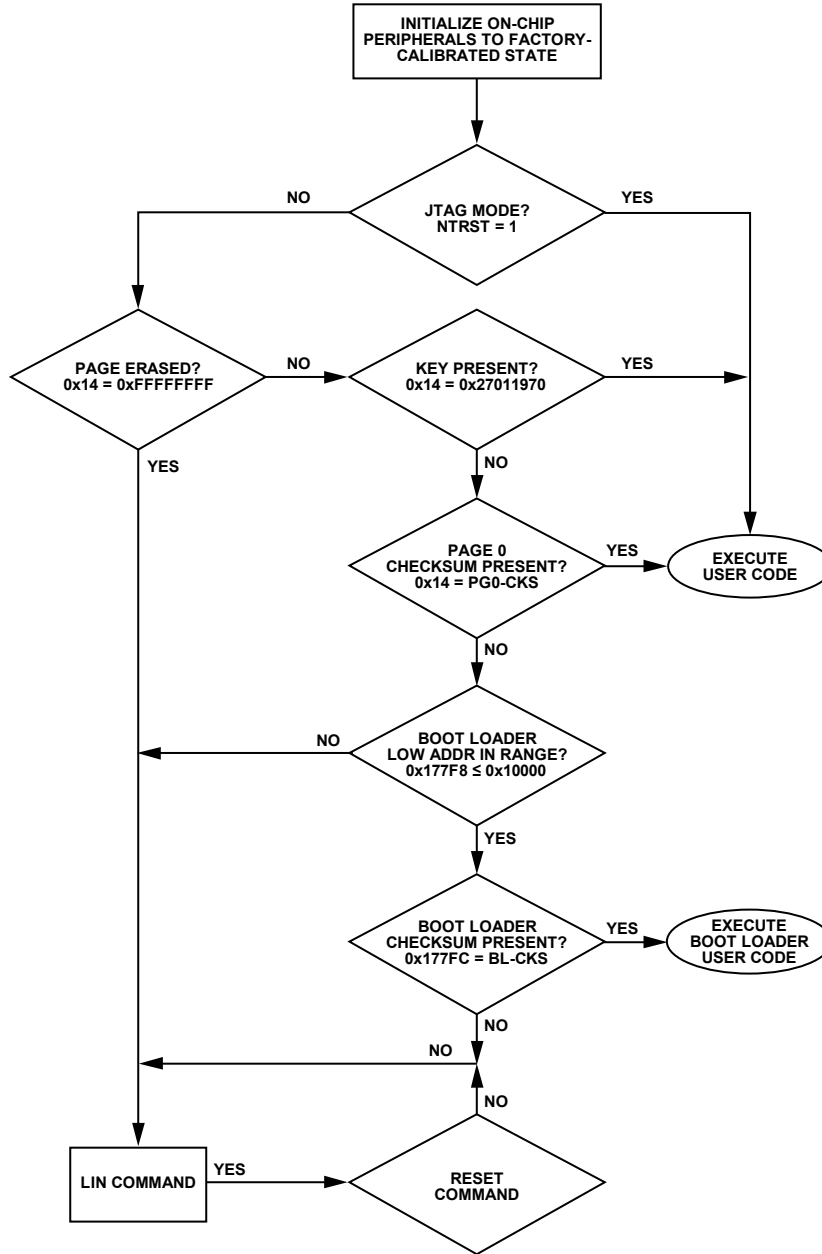 INITIALIZE ON-CHIP
PERIPHERALS TO FACTORY-
CALIBRATED STATE
NO
JTAG MODE?
NTRST = 1
YES
PAGE ERASED?
0x14 = 0xFFFFFFFF
NO
KEY PRESENT?
0x14 = 0x27011970
YES
YES
NO
PAGE 0
CHECKSUM PRESENT?
0x14 = PG0-CKS
YES
EXECUTE
USER CODE
NO
NO
BOOT LOADER
LOW ADDR IN RANGE?
0x177F8 ≤ 0x10000
YES
BOOT LOADER
CHECKSUM PRESENT?
0x177FC = BL-CKS
YES
EXECUTE
BOOT LOADER
USER CODE
NO
NO
NO
LIN COMMAND
YES
RESET
COMMAND